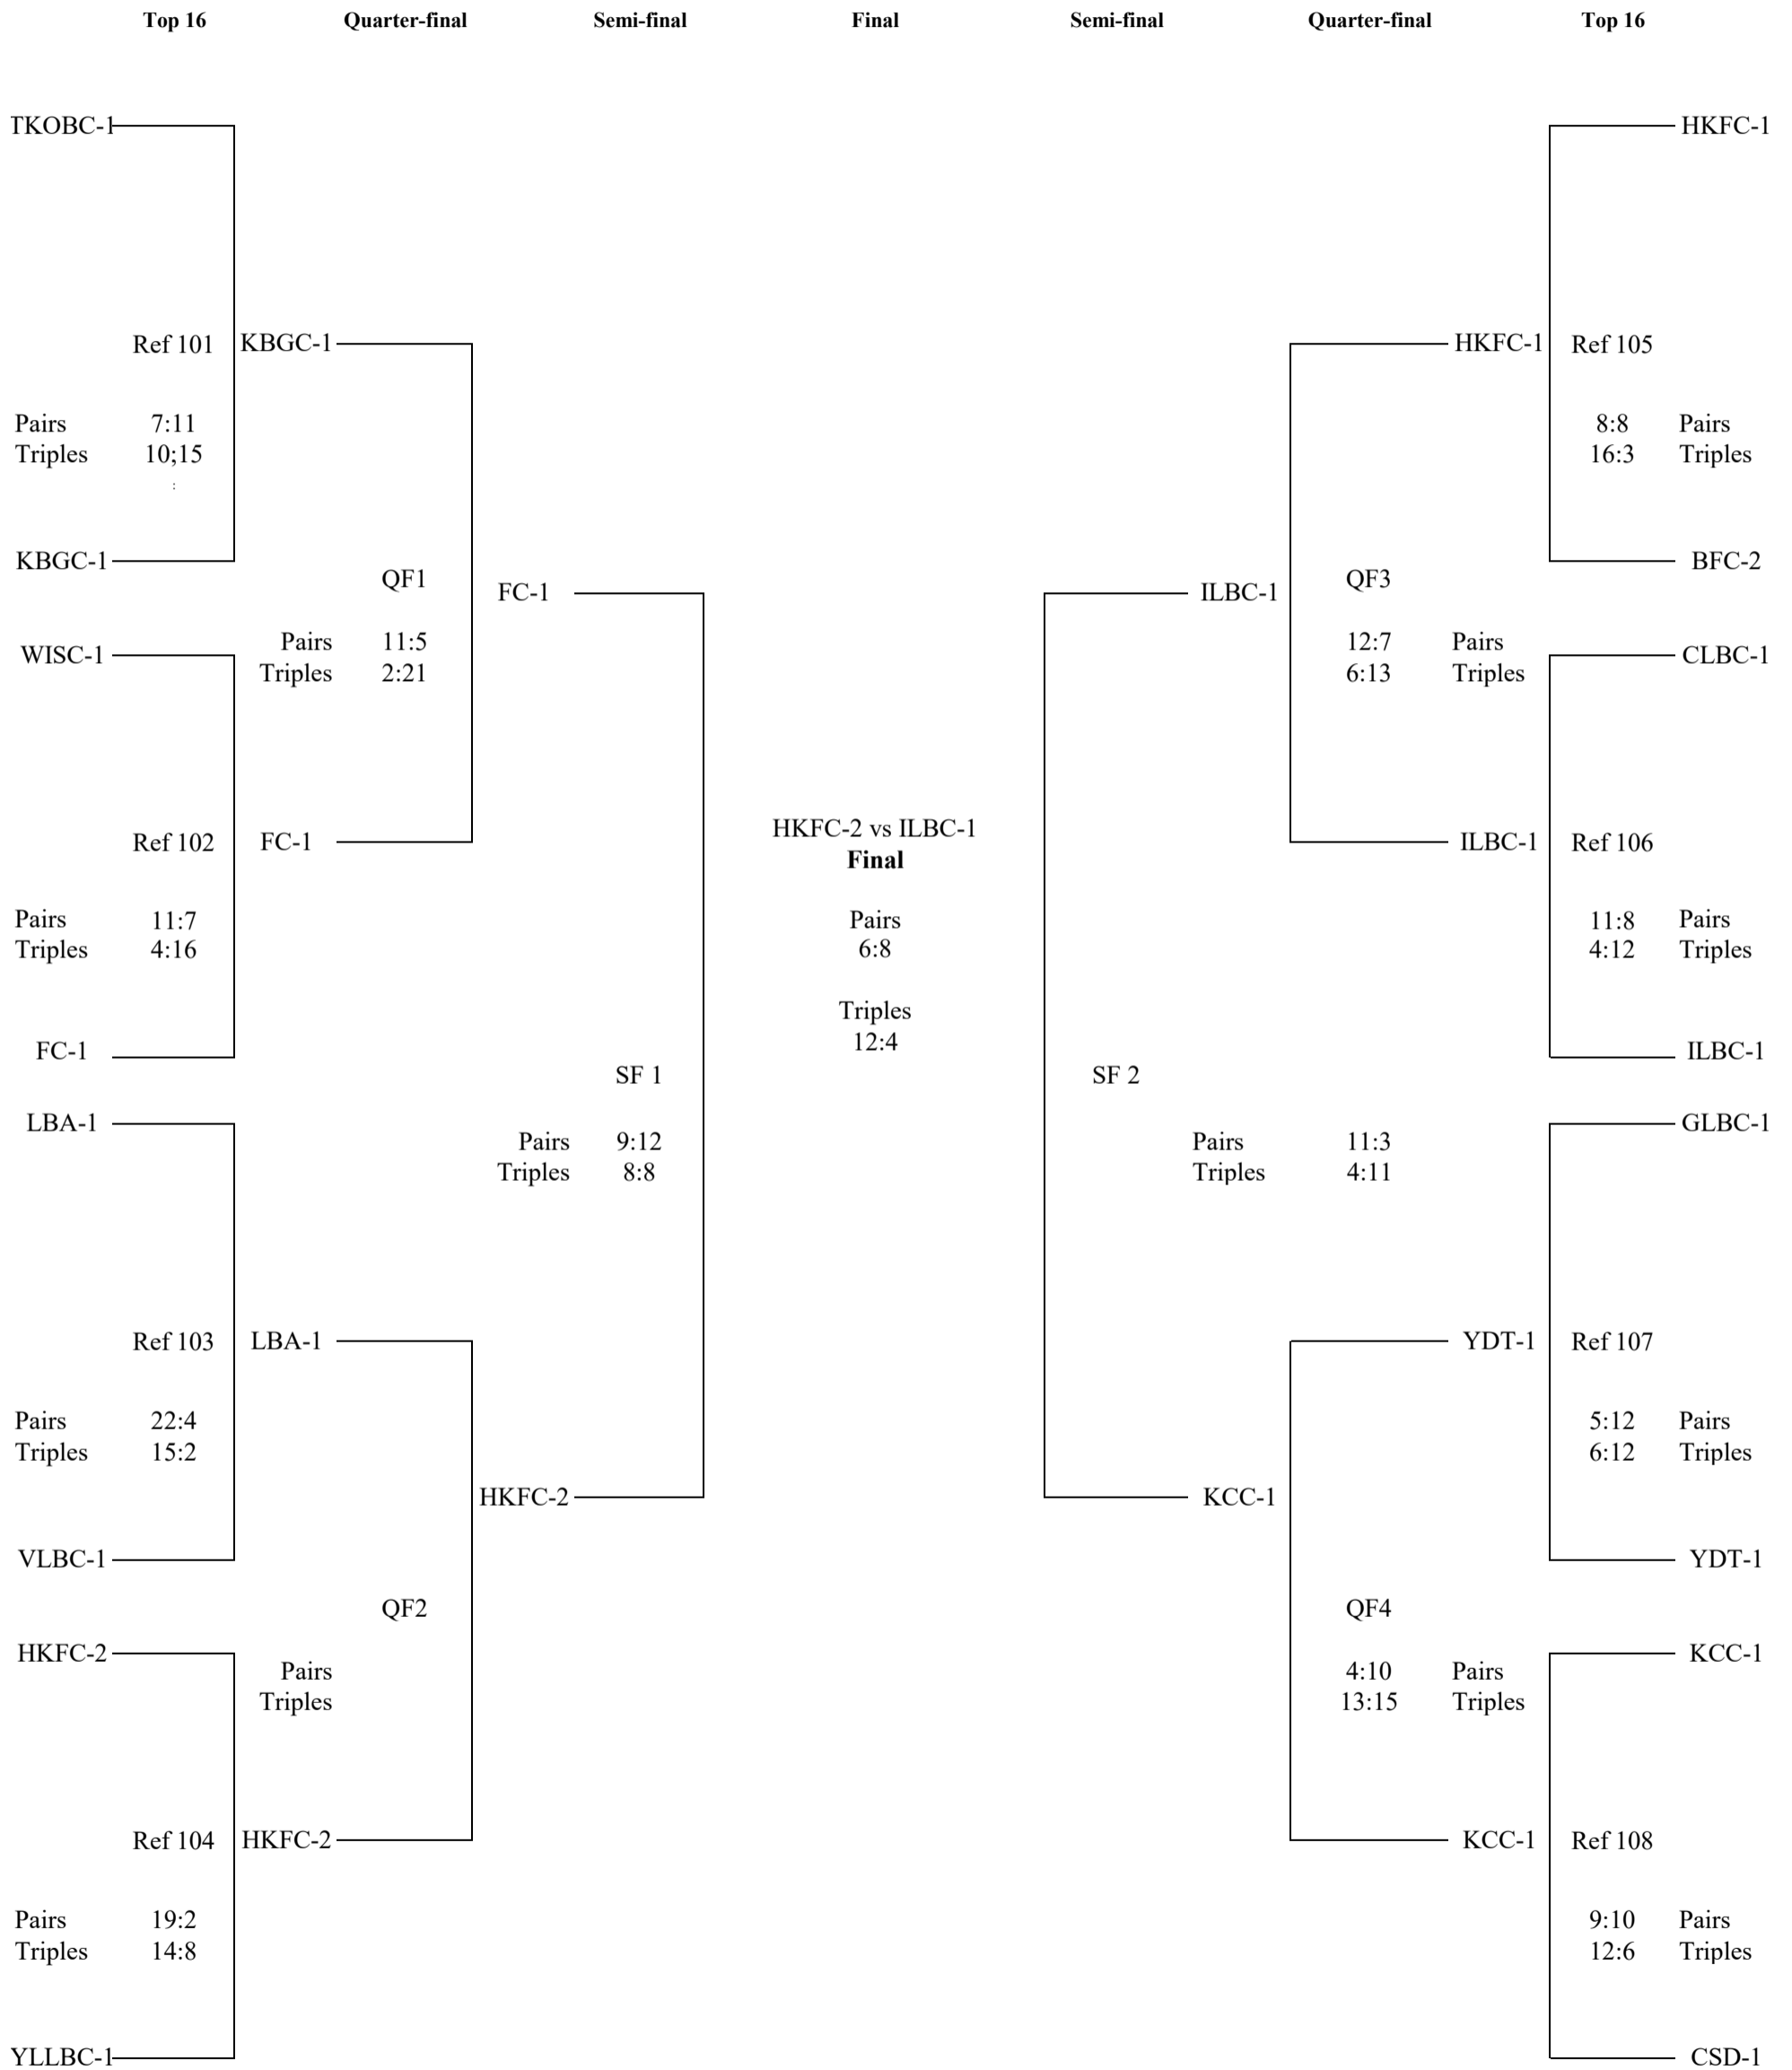 Top 16 Quarter-final Semi-final Final Semi-final Quarter-final Top 16
TKOBC-1 HKFC-1
Ref 101 KBGC-1 HKFC-1 Ref 105
Pairs 7:11 8:8 Pairs
Triples 10;15 16:3 Triples
:
KBGC-1 BFC-2
QF1 QF3
FC-1 ILBC-1
Pairs 11:5 12:7 Pairs
WISC-1 CLBC-1
Triples 2:21 6:13 Triples
HKFC-2 vs ILBC-1
Ref 102 FC-1 ILBC-1 Ref 106
Final
Pairs 11:7 Pairs 11:8 Pairs
Triples 4:16 6:8 4:12 Triples
Triples
12:4
FC-1 ILBC-1
SF 1 SF 2
LBA-1 GLBC-1
Pairs 9:12 Pairs 11:3
Triples 8:8 Triples 4:11
Ref 103 LBA-1 YDT-1 Ref 107
Pairs 22:4 5:12 Pairs
Triples 15:2 6:12 Triples
HKFC-2 KCC-1
VLBC-1 YDT-1
QF2 QF4
HKFC-2 KCC-1
Pairs 4:10 Pairs
Triples 13:15 Triples
Ref 104 HKFC-2 KCC-1 Ref 108
Pairs 19:2 9:10 Pairs
Triples 14:8 12:6 Triples
YLLBC-1 CSD-1